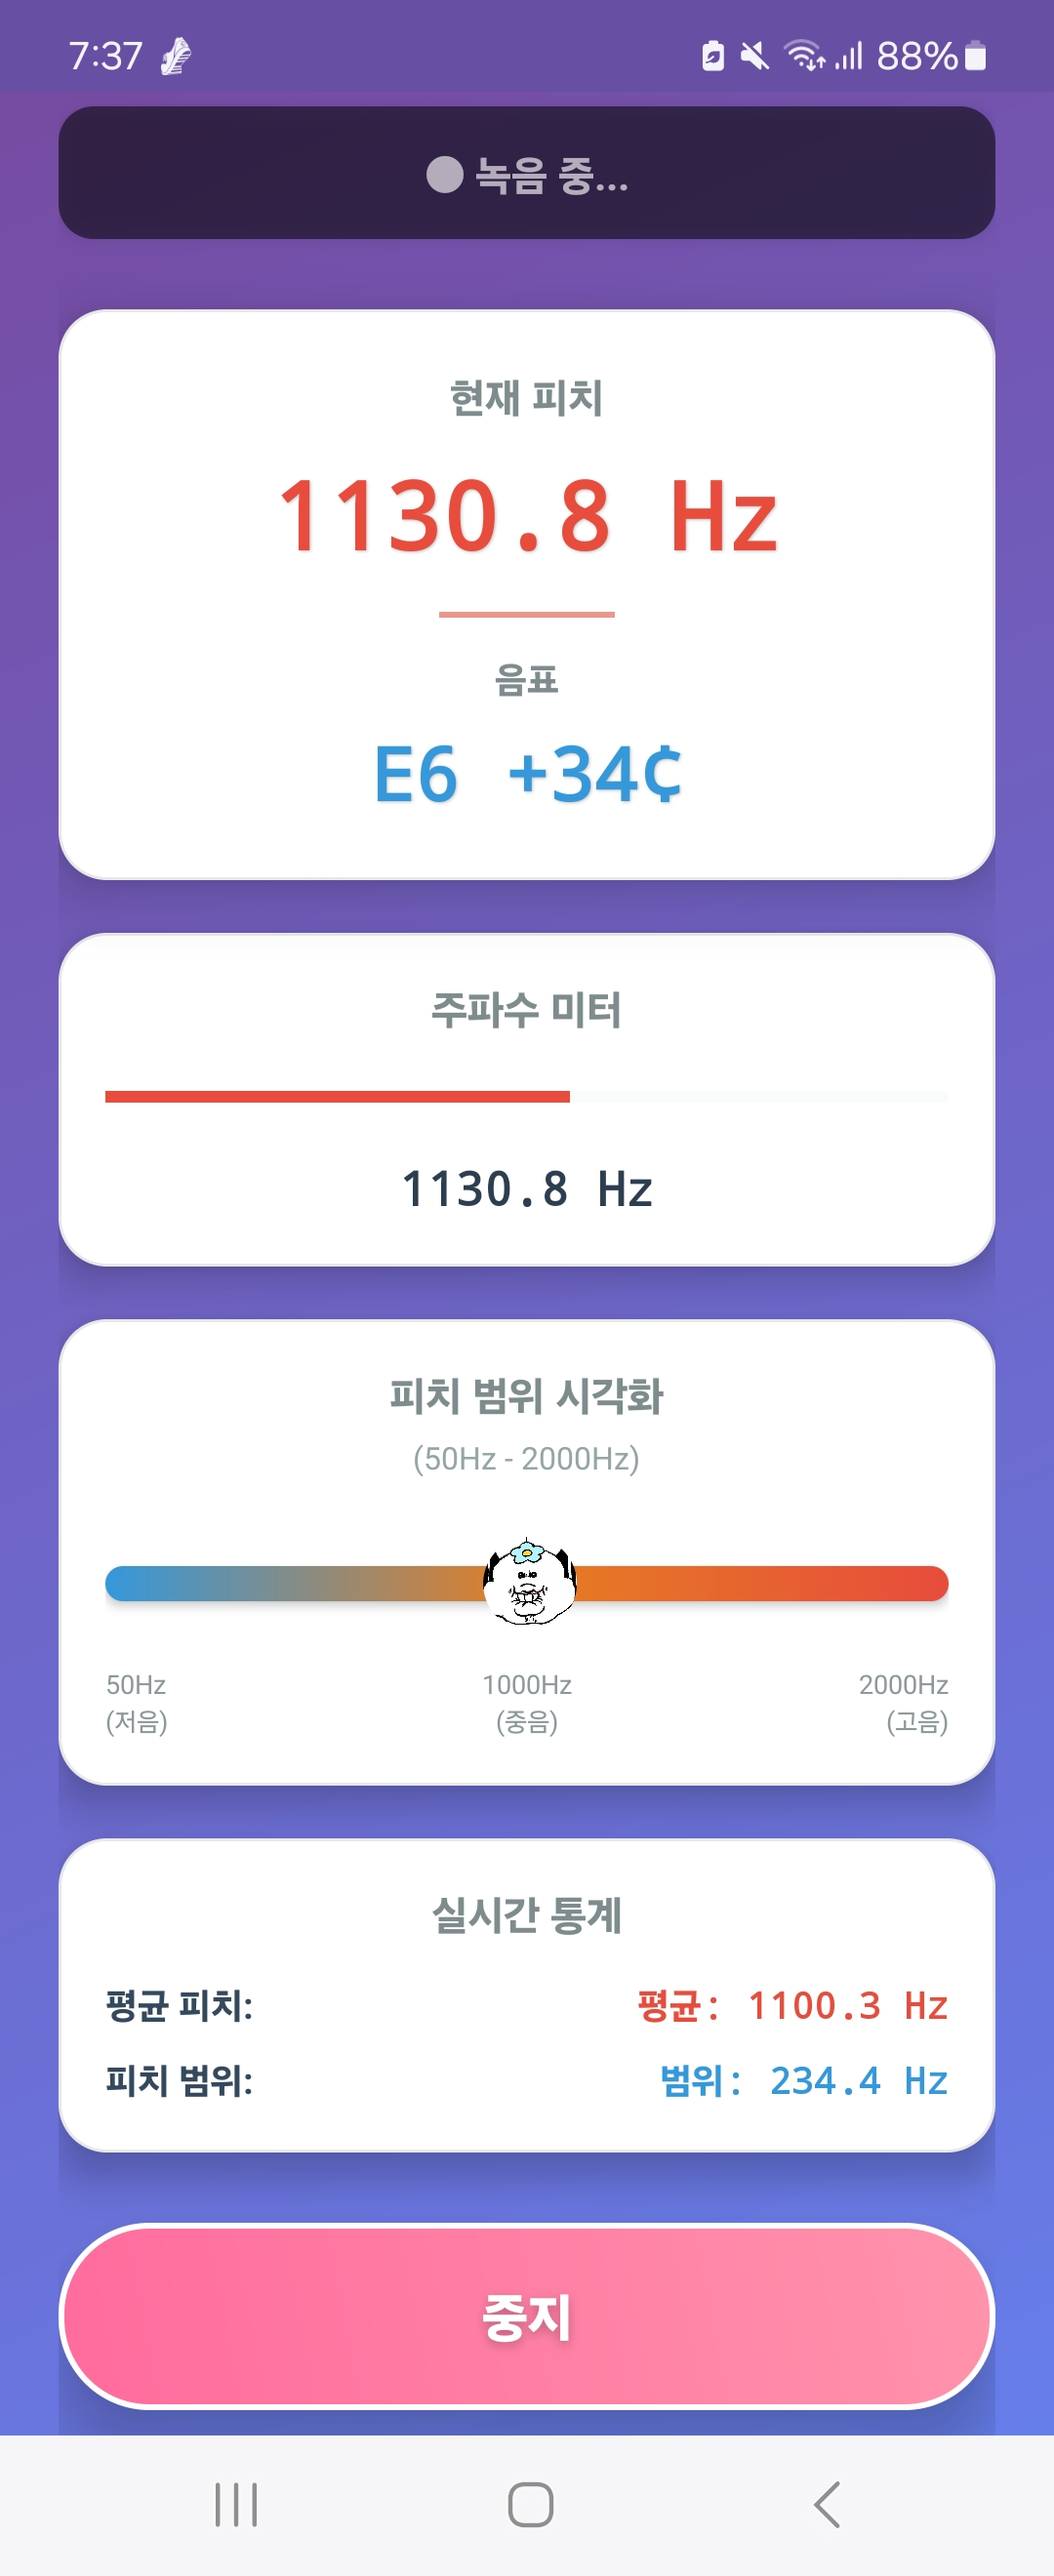 7:37
88%
녹음 중...
현재 피치
1130.8 Hz
음표
E6 +34¢
주파수 미터
1130.8 Hz
피치 범위 시각화
(50Hz - 2000Hz)
50Hz 1000Hz 2000Hz
(저음) (중음) (고음)
실시간 통계
평균 피치: 평균: 1100.3 Hz
피치 범위: 범위: 234.4 Hz
중지